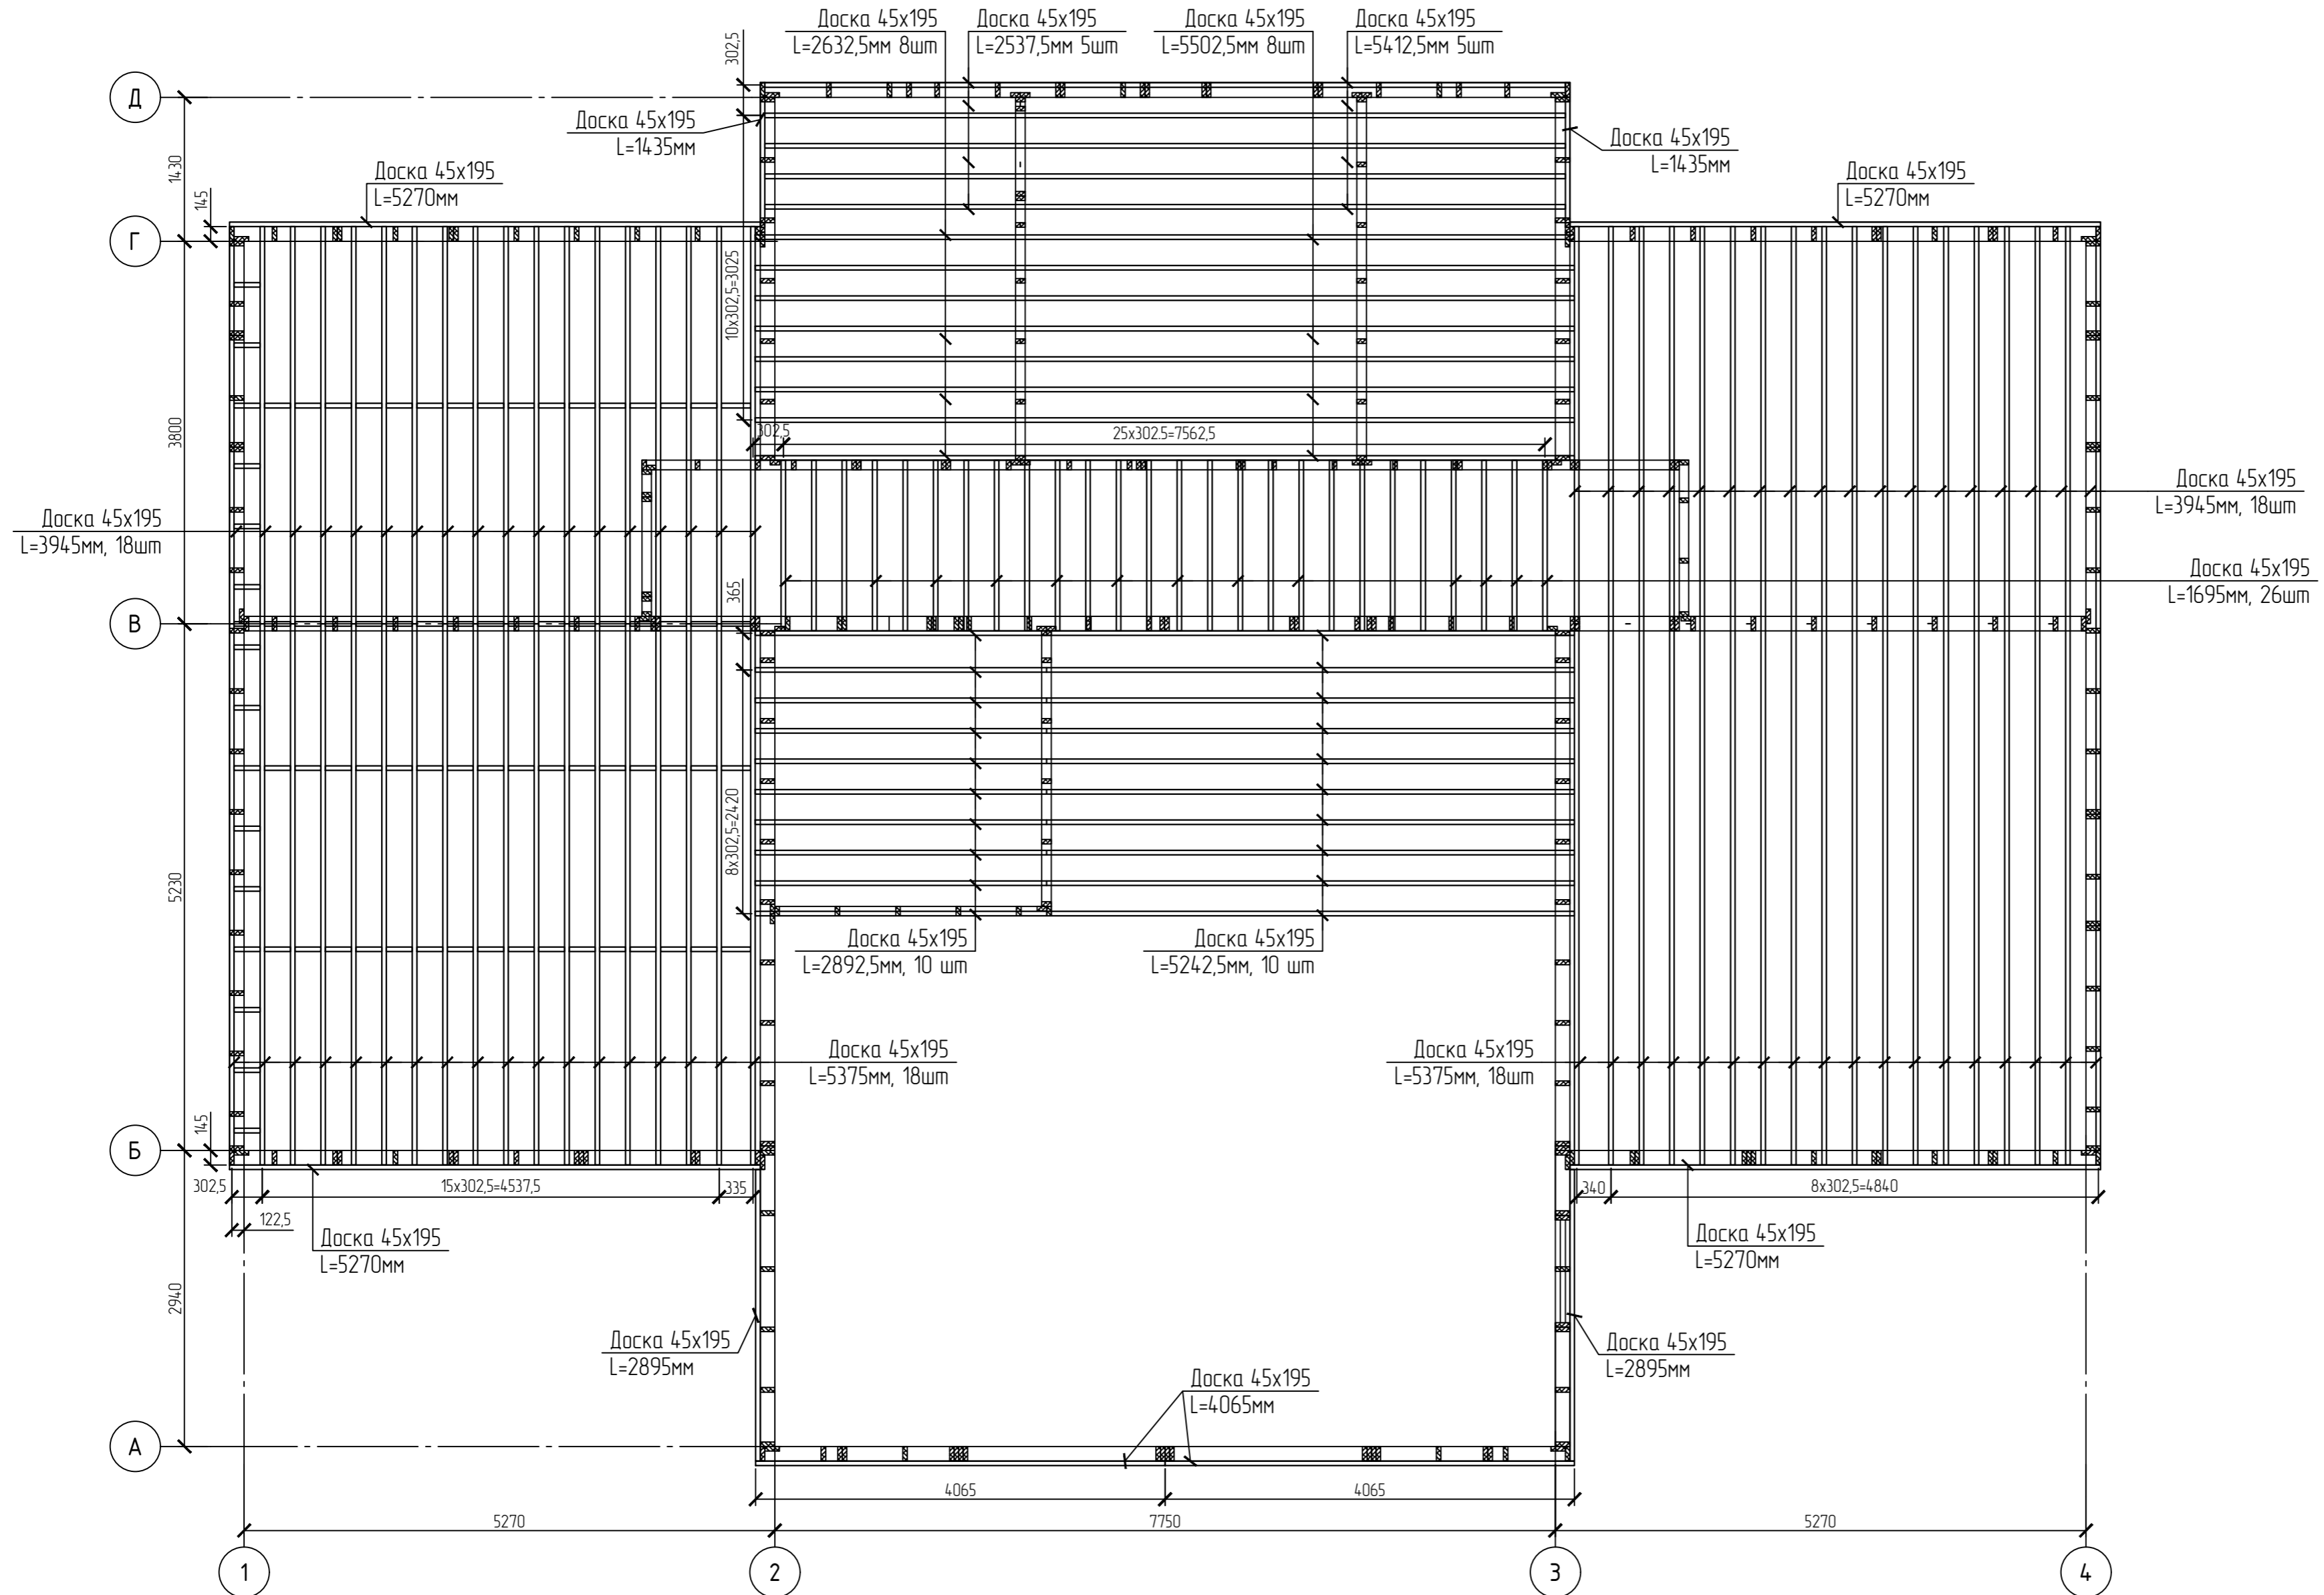 Доска 45х195
L=2632,5мм 8шт
Доска 45х195
L=2537,5мм 5шт
Доска 45х195
L=5502,5мм 8шт
Доска 45х195
L=5412,5мм 5шт
302,5
Д
Доска 45х195
L=1435мм
Доска 45х195
L=1435мм
1430
145
Доска 45х195
L=5270мм
Доска 45х195
L=5270мм
Г
10х302,5=3025
3800
302,5
25х302.5=7562,5
Доска 45х195
L=3945мм, 18шт
Доска 45х195
L=3945мм, 18шт
365
Доска 45х195
L=1695мм, 26шт
В
8х302,5=2420
5230
Доска 45х195
L=2892,5мм, 10 шт
Доска 45х195
L=5242,5мм, 10 шт
Доска 45х195
L=5375мм, 18шт
Доска 45х195
L=5375мм, 18шт
145
Б
302,5
15х302,5=4537,5
335
340
8х302,5=4840
122,5
Доска 45х195
L=5270мм
Доска 45х195
L=5270мм
2940
Доска 45х195
L=2895мм
Доска 45х195
L=2895мм
Доска 45х195
L=4065мм
А
4065
4065
5270
7750
5270
1
2
3
4